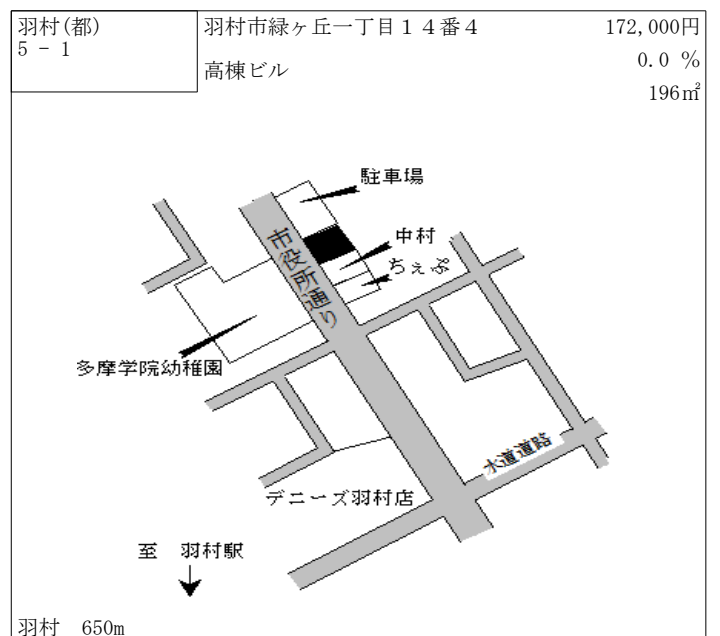 羽村(都)
5 - 1
羽村市緑ヶ丘一丁目１４番４
高棟ビル
172,000円
0.0 %
196㎡
駐車場
中村
ちぇぷ
市役所通り
多摩学院幼稚園
水道道路
デニーズ羽村店
至 羽村駅
羽村 650m